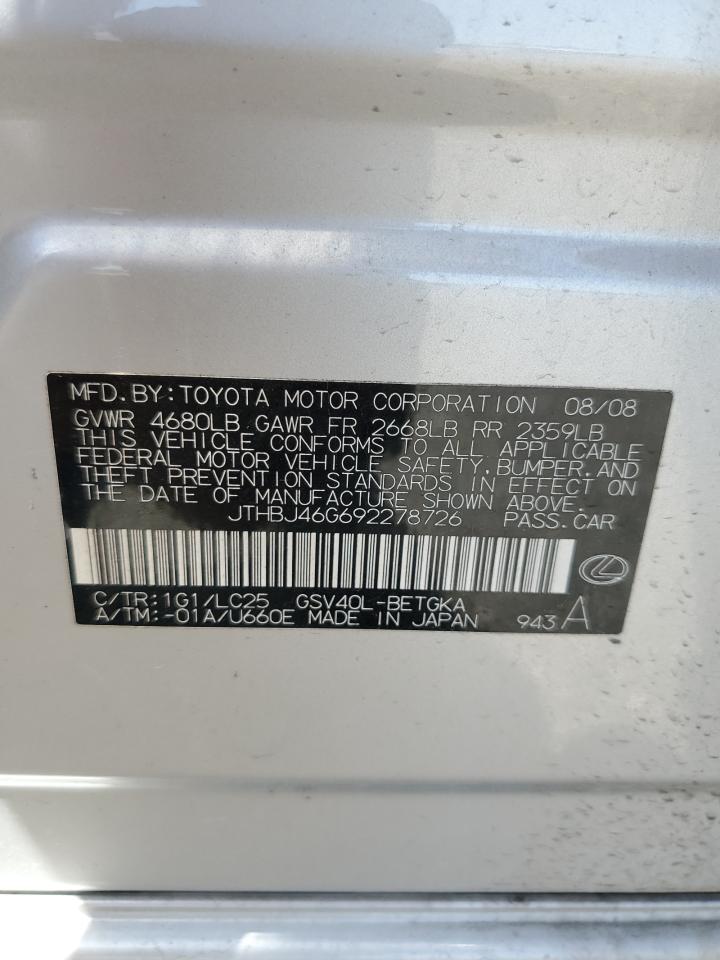 MFD.BY:TOYOTA MOTOR CORPORATION 08/08
GVWR 4680LB GAWR FR 2668LB RR 2359LB
THIS VEHICLE CONFORMS TO ALL APPLICABLE
FEDERAL MOTOR VEHICLE SAFETY,BUMPER,AND
THEFT PREVENTION STANDARDS IN EFFECT ON
THE DATE OF MANUFACTURE SHOWN ABOVE.
JTHBJ46G692278726 PASS.CAR
C/TR:1G1/LC25 GSV40L-BETGKA
A/TM:-01A/U660E MADE IN JAPAN 943 A